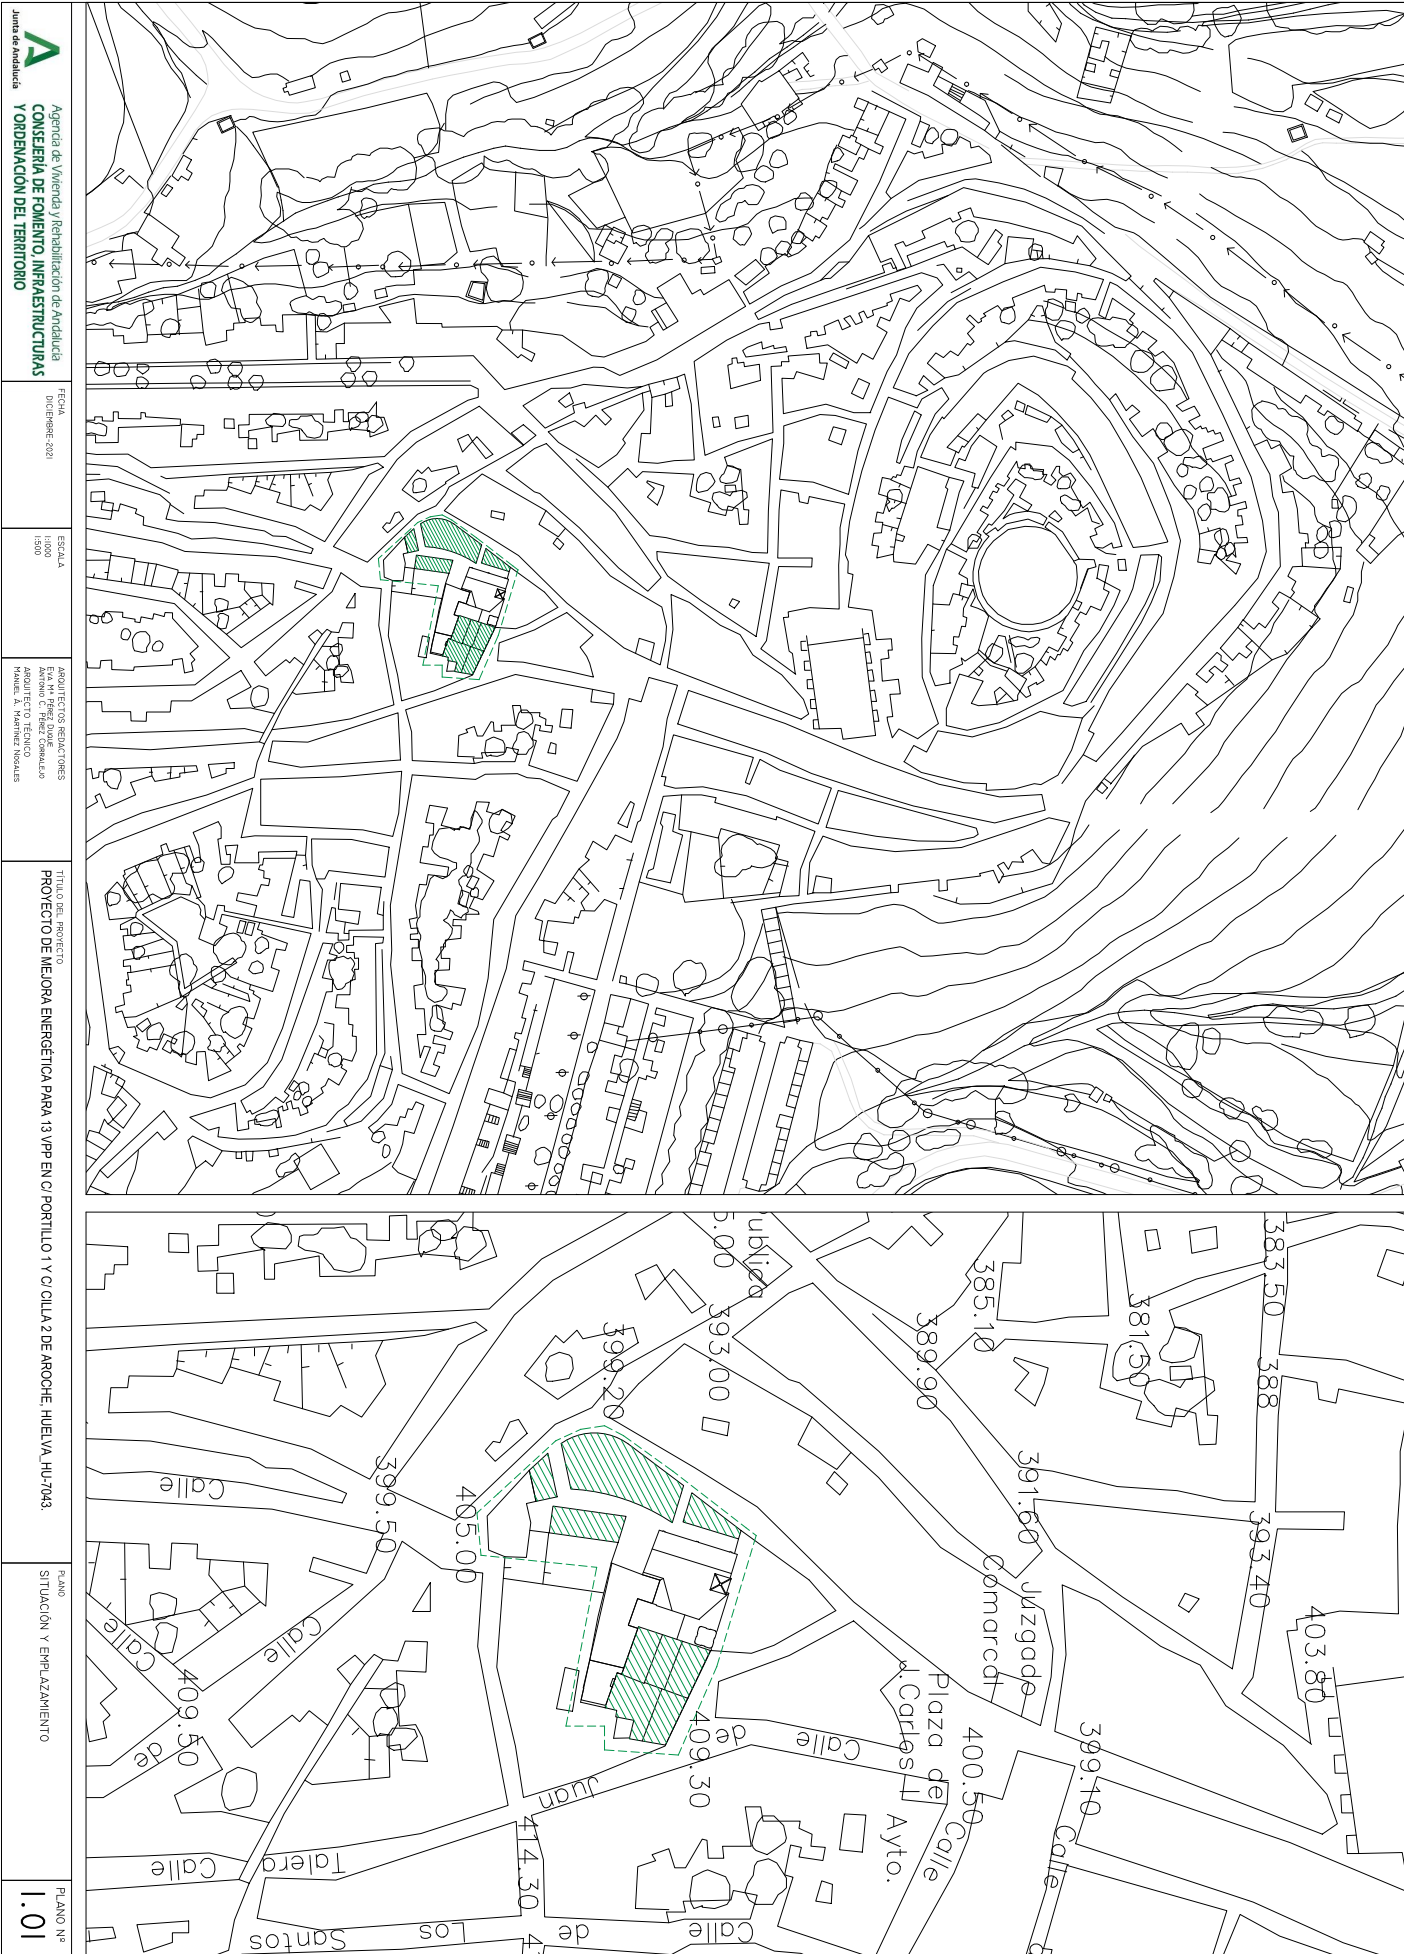 Junta de Andalucía
Agencia de Vivienda y Rehabilitación de Andalucía
CONSEJERÍA DE FOMENTO, INFRAESTRUCTURAS
Y ORDENACIÓN DEL TERRITORIO
FECHA
DICIEMBRE-2021
ESCALA
1:1000
1:500
ARQUITECTOS REDACTORES
EVA Mª PÉREZ DUQUE
ANTONIO C. PÉREZ CORRALEJO
ARQUITECTO TÉCNICO
MANUEL A. MARTÍNEZ NOGALES
TÍTULO DEL PROYECTO
PROYECTO DE MEJORA ENERGÉTICA PARA 13 VPP EN C/ PORTILLO 1 Y C/ CILLA 2 DE AROCHE, HUELVA_HU-7043.
PLANO
SITUACIÓN Y EMPLAZAMIENTO
PLANO Nº
1.01
383.50
388
393.40
403.80
381.50
385.10
391.60
Juzgado
Comarcal
389.90
399.10
Calle
400.50
Calle
Plaza de
J.Carlos I
Ayto.
ublica
5.00
393.00
399.20
409.30
Calle
de
Juan
Talero
Calle
405.00
399.50
414.30
Calle
Calle
Calle
de
409.50
Calle
de
Los
Santos